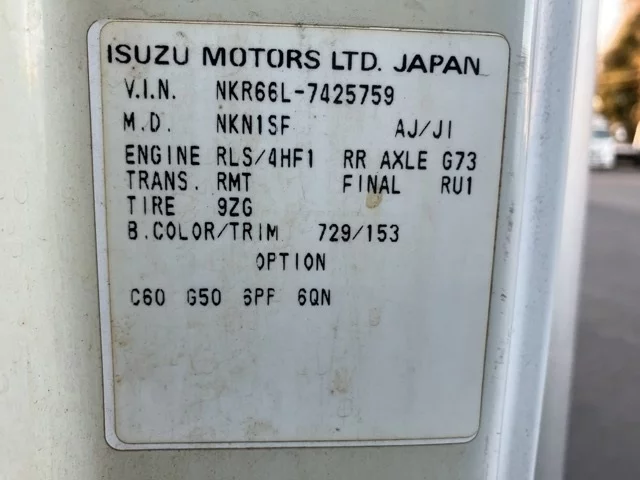 ISUZU MOTORS LTD. JAPAN
V.I.N. NKR66L-7425759
M.D. NKN1SF AJ/JI
ENGINE RLS/4HF1 RR AXLE G73
TRANS. RMT FINAL RU1
TIRE 9ZG
B.COLOR/TRIM 729/153
OPTION
C60 G50 6PF 6QN